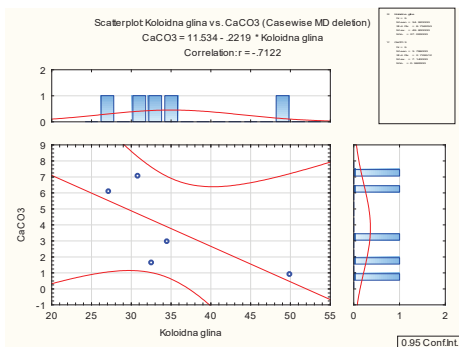 Scatterplot Koloidna glina vs. CaCO3 (Casewise MD deletion)
CaCO3 = 11.534 - .2219 * Koloidna glina
Correlation: r = -.7122
2
1
0
9
8
7
6
5
4
3
2
1
0
-1
CaCO3
20 25 30 35 40 45 50 55
Koloidna glina
0 1 2
0.95 Conf.Int.